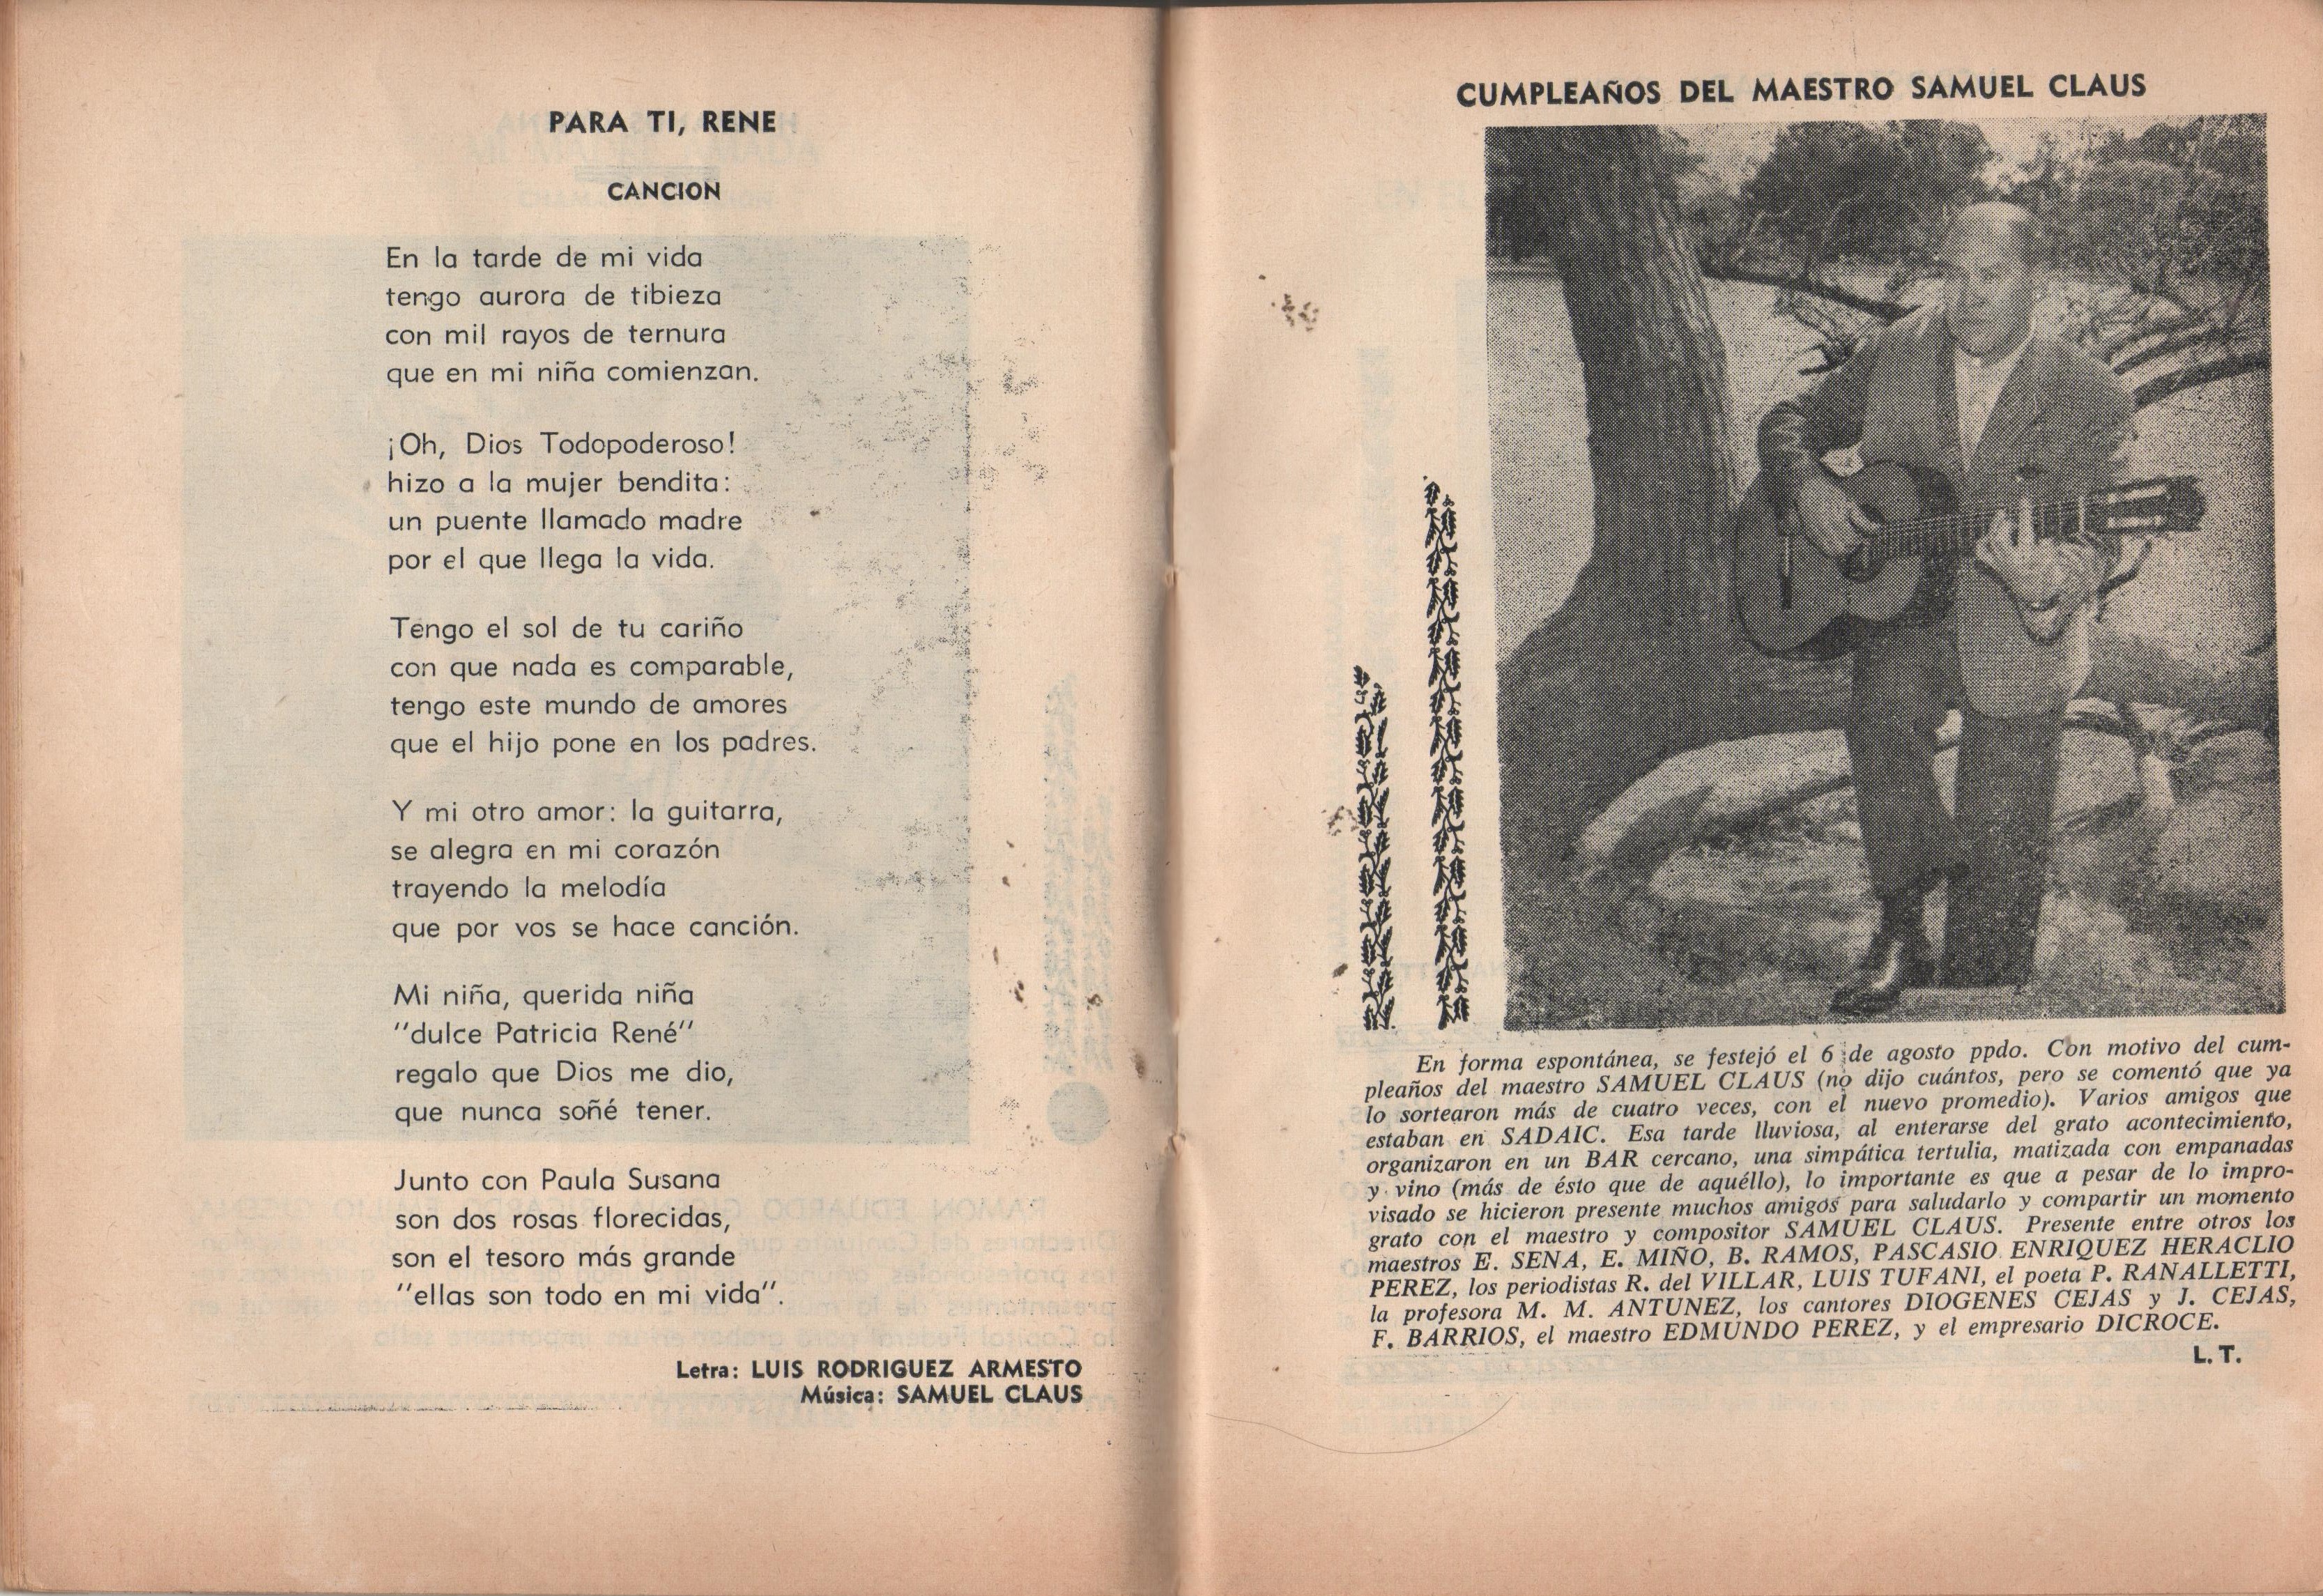 PARA TI, RENE
CANCION
En la tarde de mi vida
tengo aurora de tibieza
con mil rayos de ternura
que en mi niña comienzan.
¡Oh, Dios Todopoderoso!
hizo a la mujer bendita:
un puente llamado madre
por el que llega la vida.
Tengo el sol de tu cariño
con que nada es comparable,
tengo este mundo de amores
que el hijo pone en los padres.
Y mi otro amor: la guitarra,
se alegra en mi corazón
trayendo la melodía
que por vos se hace canción.
Mi niña, querida niña
"dulce Patricia René"
regalo que Dios me dio,
que nunca soñé tener.
Junto con Paula Susana
son dos rosas florecidas,
son el tesoro más grande
"ellas son todo en mi vida".
Letra: LUIS RODRIGUEZ ARMESTO
Música: SAMUEL CLAUS
CUMPLEAÑOS DEL MAESTRO SAMUEL CLAUS
En forma espontánea, se festejó el 6 de agosto ppdo. Con motivo del cum-
pleaños del maestro SAMUEL CLAUS (no dijo cuántos, pero se comentó que ya
lo sortearon más de cuatro veces, con el nuevo promedio). Varios amigos que
estaban en SADAIC. Esa tarde lluviosa, al enterarse del grato acontecimiento,
organizaron en un BAR cercano, una simpática tertulia, matizada con empanadas
y vino (más de ésto que de aquéllo), lo importante es que a pesar de lo impro-
visado se hicieron presente muchos amigos para saludarlo y compartir un momento
grato con el maestro y compositor SAMUEL CLAUS. Presente entre otros los
maestros E. SENA, E. MIÑO, B. RAMOS, PASCASIO ENRIQUEZ HERACLIO
PEREZ, los periodistas R. del VILLAR, LUIS TUFANI, el poeta P. RANALLETTI,
la profesora M. M. ANTUNEZ, los cantores DIOGENES CEJAS y J. CEJAS,
F. BARRIOS, el maestro EDMUNDO PEREZ, y el empresario DICROCE.
L. T.